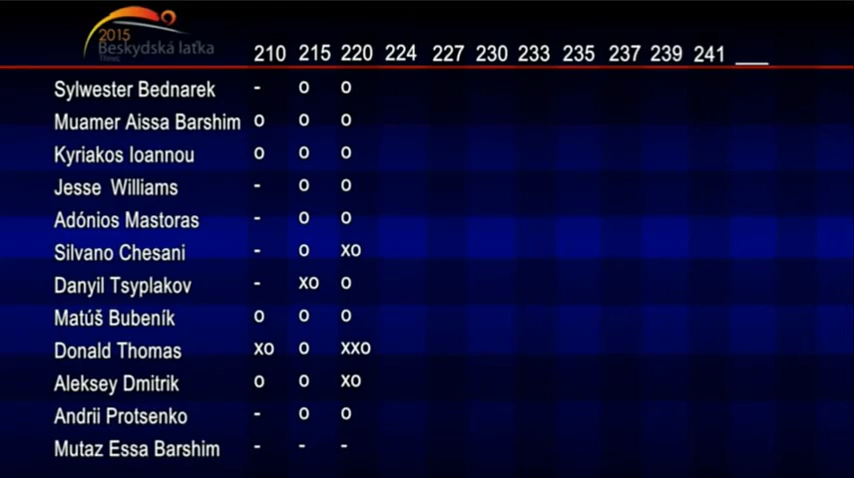 2015
Beskydská laťka
Třinec
210 215 220 224 227 230 233 235 237 239 241 ___
Sylwester Bednarek - o o
Muamer Aissa Barshim o o o
Kyriakos Ioannou o o o
Jesse Williams - o o
Adónios Mastoras - o o
Silvano Chesani - o xo
Danyil Tsyplakov - xo o
Matúš Bubeník o o o
Donald Thomas xo o xxo
Aleksey Dmitrik o o xo
Andrii Protsenko - o o
Mutaz Essa Barshim - - -